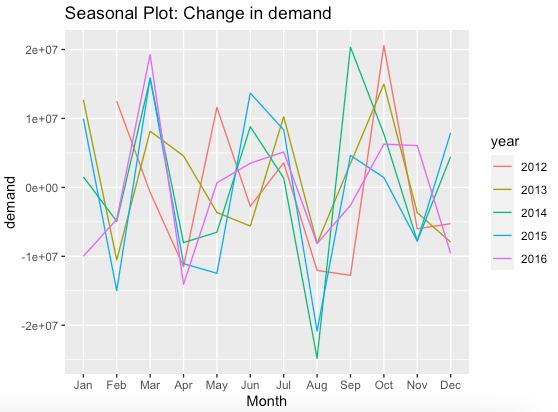 Seasonal Plot: Change in demand
2e+07
1e+07
0e+00
-1e+07
-2e+07
demand
Jan Feb Mar Apr May Jun Jul Aug Sep Oct Nov Dec
Month
year
2012
2013
2014
2015
2016